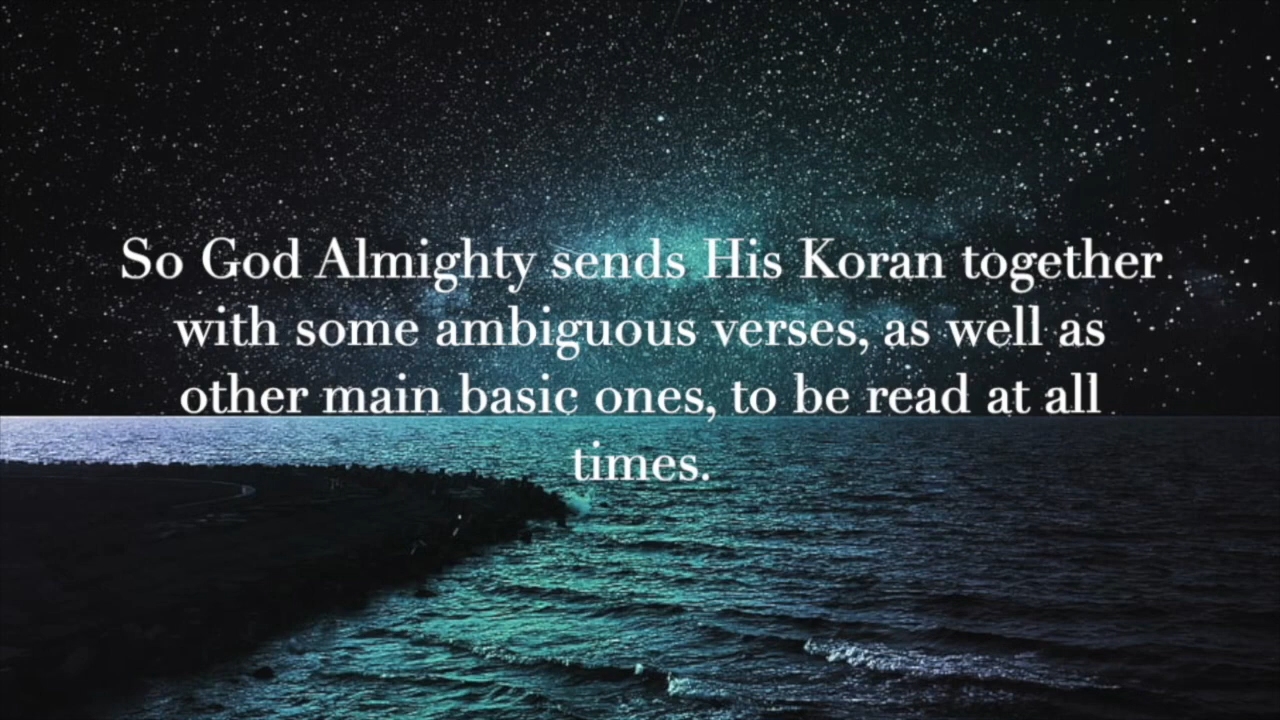 So God Almighty sends His Koran together
with some ambiguous verses, as well as
other main basic ones, to be read at all
times.